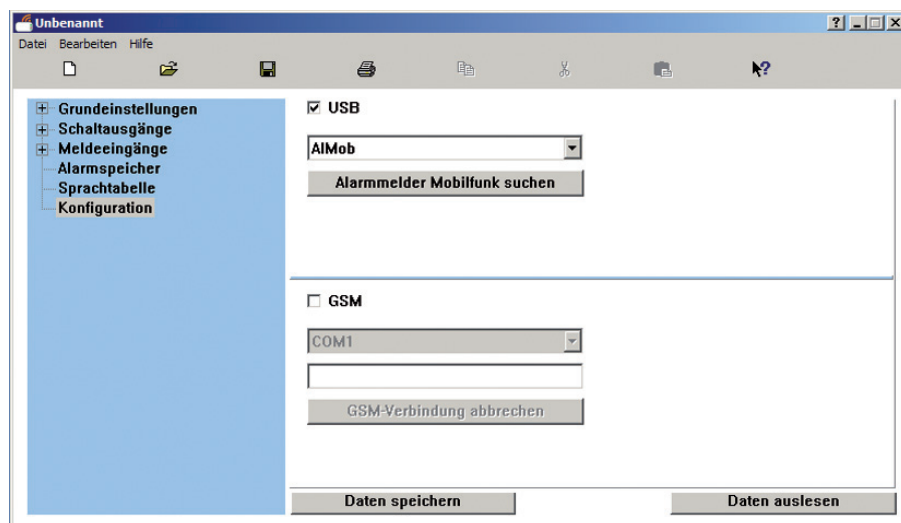 Unbenannt
Datei Bearbeiten Hilfe
Grundeinstellungen
Schaltausgänge
Meldeeingänge
Alarmspeicher
Sprachtabelle
Konfiguration
USB
AlMob
Alarmmelder Mobilfunk suchen
GSM
COM1
GSM-Verbindung abbrechen
Daten speichern
Daten auslesen